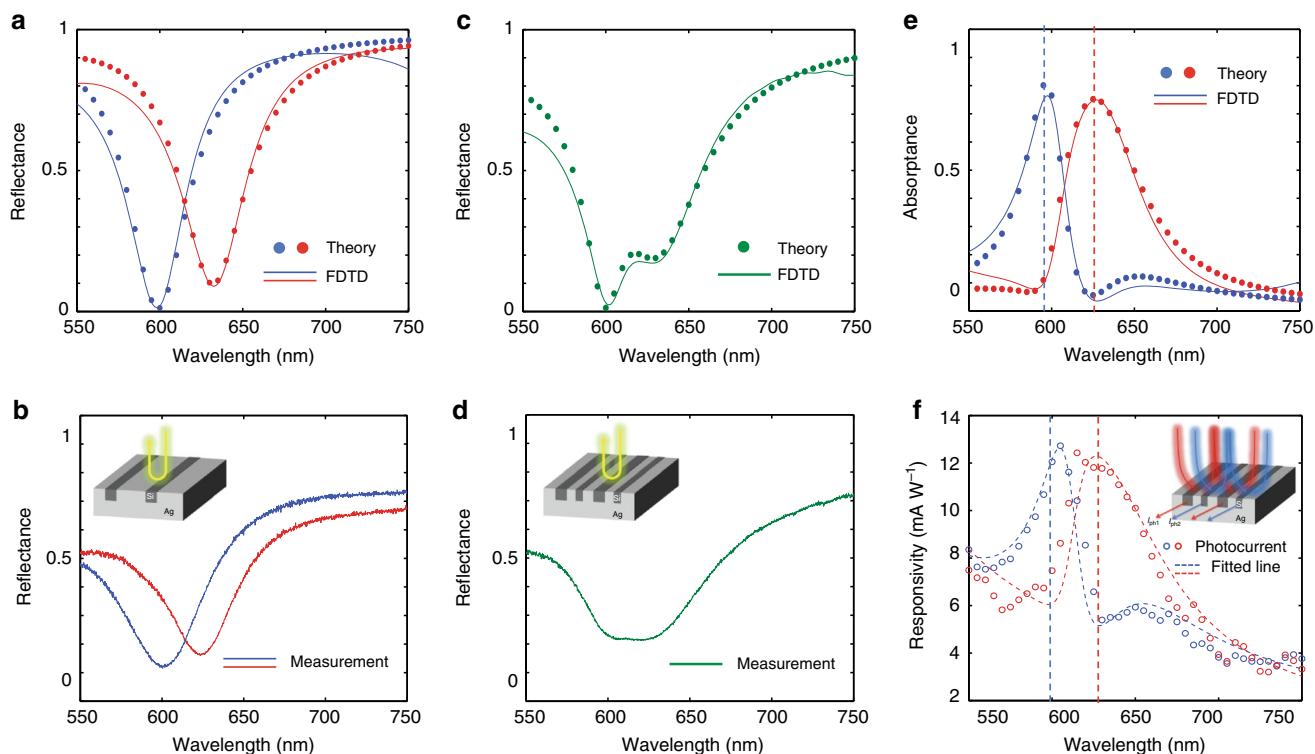 a
1
0.5
0
Reflectance
550
600
650
700
750
Wavelength (nm)
Theory
FDTD
c
1
0.5
0
Reflectance
550
600
650
700
750
Wavelength (nm)
Theory
FDTD
e
1
0.5
0
Absorptance
550
600
650
700
750
Wavelength (nm)
Theory
FDTD
b
1
0.5
0
Reflectance
550
600
650
700
750
Wavelength (nm)
Si
Ag
Measurement
d
1
0.5
0
Reflectance
550
600
650
700
750
Wavelength (nm)
Si
Ag
Measurement
f
14
12
10
8
6
4
2
Responsivity (mA W⁻¹)
550
600
650
700
750
Wavelength (nm)
Iph1
Iph2
Si
Ag
Photocurrent
Fitted line